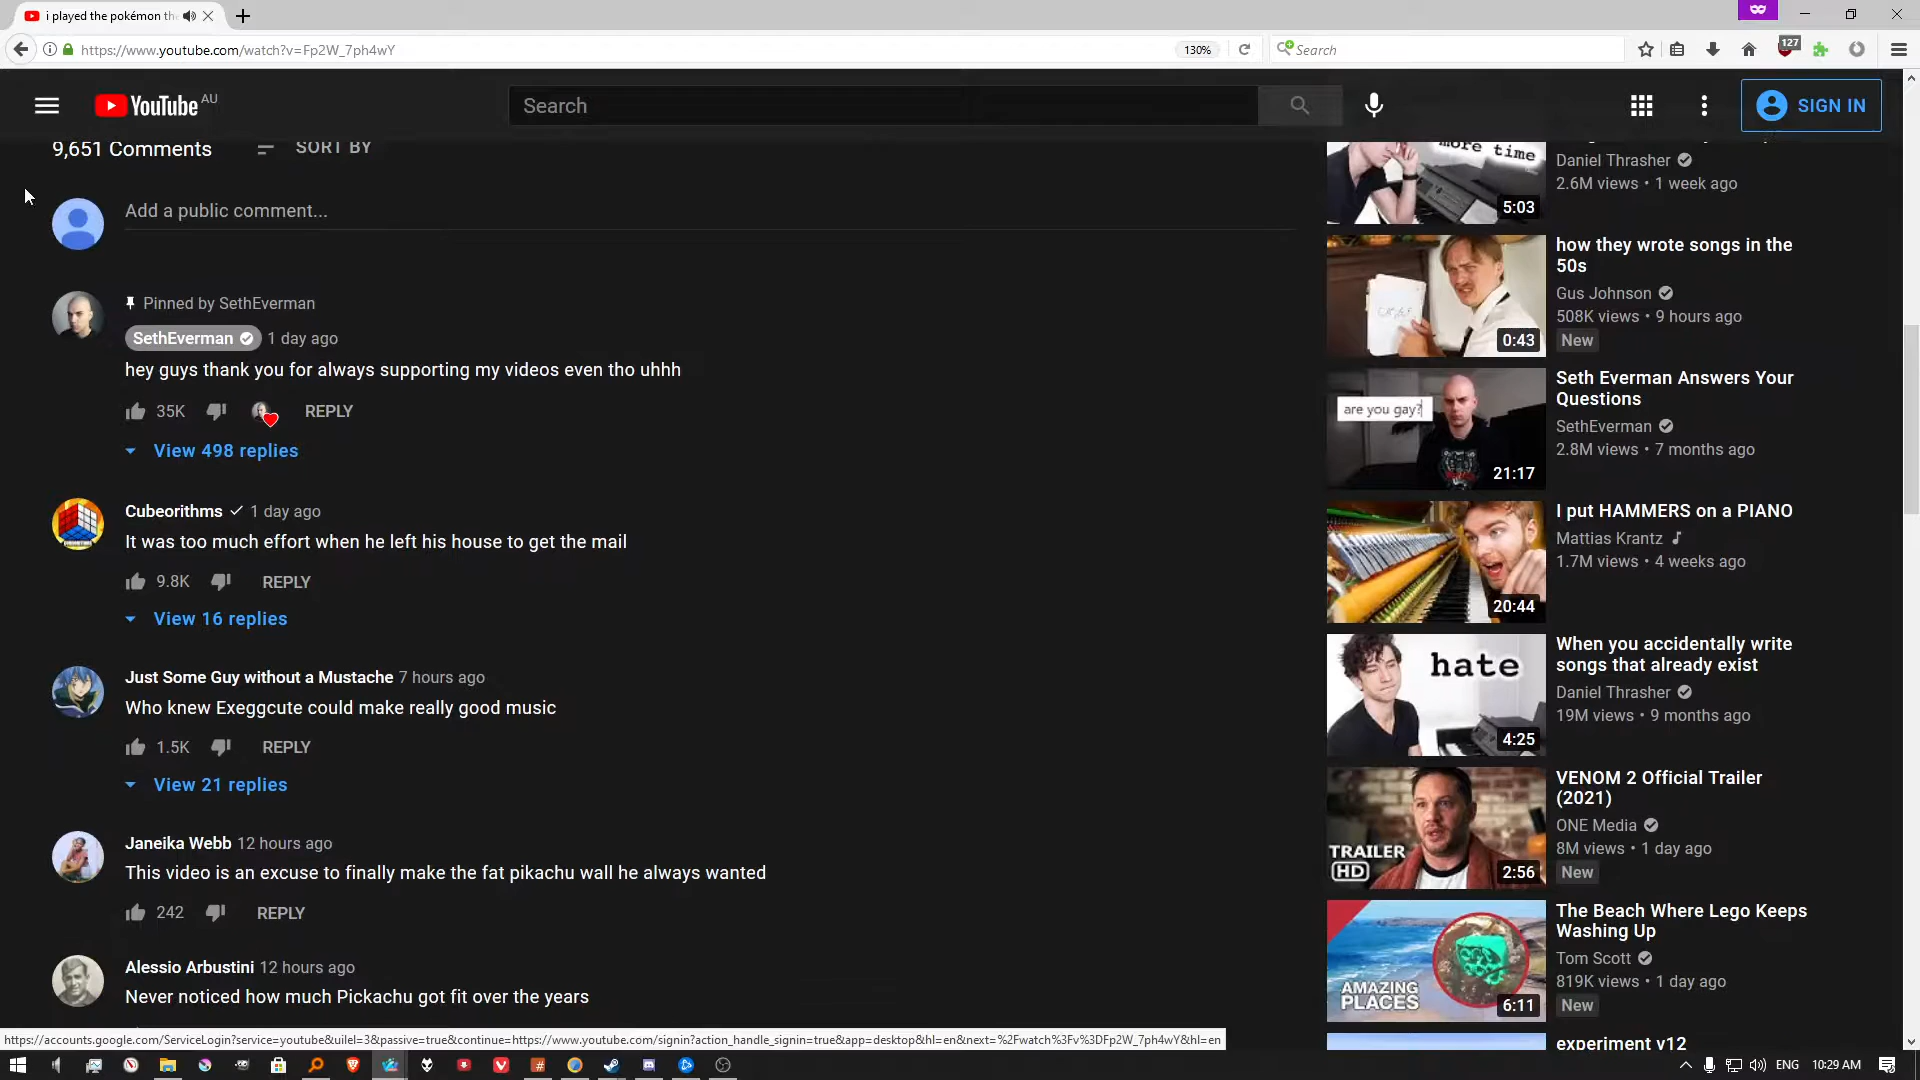 i played the pokémon the
https://www.youtube.com/watch?v=Fp2W_7ph4wY
130%
Search
127
YouTube AU
Search
SIGN IN
9,651 Comments
SORT BY
Add a public comment...
Pinned by SethEverman
SethEverman 1 day ago
hey guys thank you for always supporting my videos even tho uhhh
35K
REPLY
View 498 replies
Cubeorithms 1 day ago
It was too much effort when he left his house to get the mail
9.8K
REPLY
View 16 replies
Just Some Guy without a Mustache 7 hours ago
Who knew Exeggcute could make really good music
1.5K
REPLY
View 21 replies
Janeika Webb 12 hours ago
This video is an excuse to finally make the fat pikachu wall he always wanted
242
REPLY
Alessio Arbustini 12 hours ago
Never noticed how much Pickachu got fit over the years
more time
5:03
Daniel Thrasher
2.6M views • 1 week ago
0:43
how they wrote songs in the
50s
Gus Johnson
508K views • 9 hours ago
New
are you gay?
21:17
Seth Everman Answers Your
Questions
SethEverman
2.8M views • 7 months ago
20:44
I put HAMMERS on a PIANO
Mattias Krantz
1.7M views • 4 weeks ago
hate
4:25
When you accidentally write
songs that already exist
Daniel Thrasher
19M views • 9 months ago
TRAILER
HD
2:56
VENOM 2 Official Trailer
(2021)
ONE Media
8M views • 1 day ago
New
AMAZING
PLACES
6:11
The Beach Where Lego Keeps
Washing Up
Tom Scott
819K views • 1 day ago
New
experiment v12
https://accounts.google.com/ServiceLogin?service=youtube&uilel=3&passive=true&continue=https://www.youtube.com/signin?action_handle_signin=true&app=desktop&hl=en&next=%2Fwatch%3Fv%3DFp2W_7ph4wY&hl=en
ENG
10:29 AM